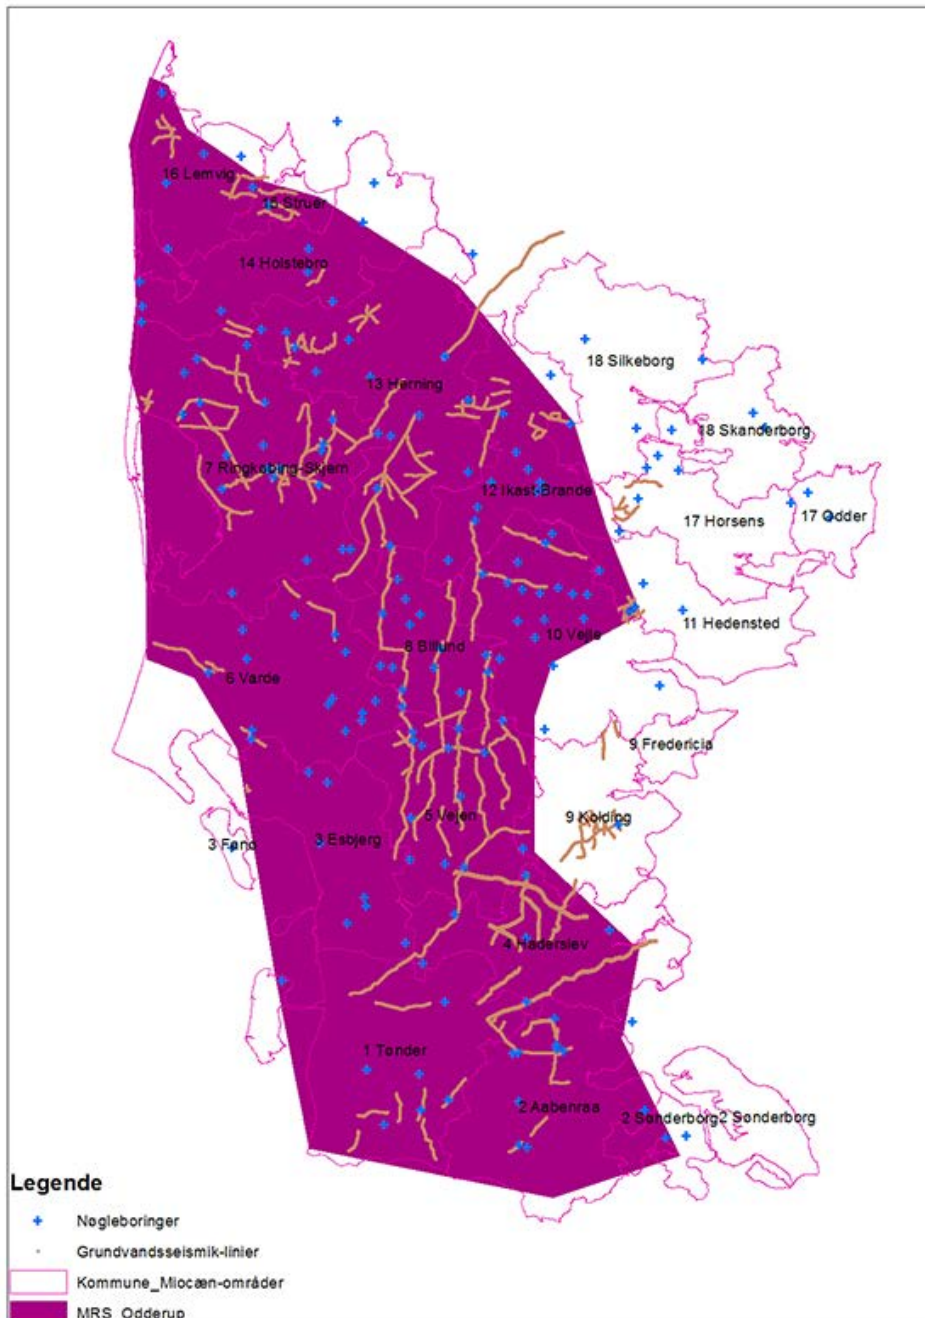 16 Lemvig
15 Struer
14 Holstebro
18 Silkeborg
13 Herning
18 Skanderborg
7 Ringkøbing-Skjern
12 Ikast-Brande
17 Horsens
17 Odder
11 Hedensted
10 Vejle
8 Billund
6 Varde
9 Fredericia
5 Vejen
9 Kolding
3 Esbjerg
3 Fanø
4 Haderslev
1 Tønder
2 Aabenraa
2 Sønderborg
2 Sønderborg
Legende
Nøgleboringer
Grundvandsseismik-linier
Kommune_Miocæn-områder
MRS_Odderup